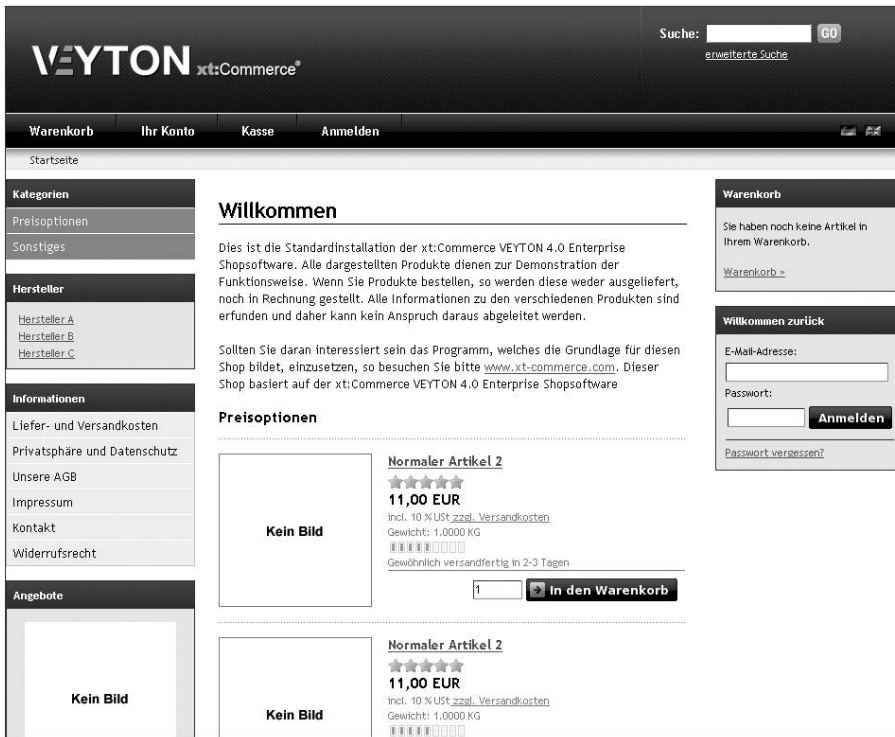 Suche: GO
erweiterte Suche
VEYTON xt:Commerce®
Warenkorb Ihr Konto Kasse Anmelden
Startseite
Kategorien
Preisoptionen
Sonstiges
Hersteller
Hersteller A
Hersteller B
Hersteller C
Informationen
Liefer- und Versandkosten
Privatsphäre und Datenschutz
Unsere AGB
Impressum
Kontakt
Widerrufsrecht
Angebote
Kein Bild
Willkommen
Dies ist die Standardinstallation der xt:Commerce VEYTON 4.0 Enterprise
Shopsoftware. Alle dargestellten Produkte dienen zur Demonstration der
Funktionsweise. Wenn Sie Produkte bestellen, so werden diese weder ausgeliefert,
noch in Rechnung gestellt. Alle Informationen zu den verschiedenen Produkten sind
erfunden und daher kann kein Anspruch daraus abgeleitet werden.
Sollten Sie daran interessiert sein das Programm, welches die Grundlage für diesen
Shop bildet, einzusetzen, so besuchen Sie bitte www.xt-commerce.com. Dieser
Shop basiert auf der xt:Commerce VEYTON 4.0 Enterprise Shopsoftware
Preisoptionen
Kein Bild
Normaler Artikel 2
11,00 EUR
incl. 10 % USt zzgl. Versandkosten
Gewicht: 1.0000 KG
Gewöhnlich versandfertig in 2-3 Tagen
1 In den Warenkorb
Kein Bild
Normaler Artikel 2
11,00 EUR
incl. 10 % USt zzgl. Versandkosten
Gewicht: 1.0000 KG
Warenkorb
Sie haben noch keine Artikel in
Ihrem Warenkorb.
Warenkorb »
Willkommen zurück
E-Mail-Adresse:
Passwort:
Anmelden
Passwort vergessen?